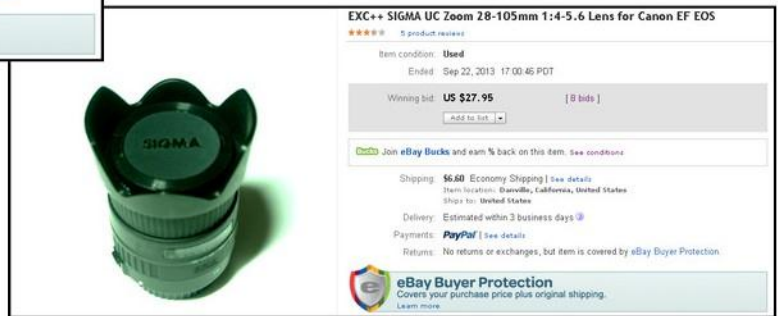 EXC++ SIGMA UC Zoom 28-105mm 1:4-5.6 Lens for Canon EF EOS
5 product reviews
Item condition: Used
Ended: Sep 22, 2013 17:00:46 PDT
Winning bid: US $27.95 [ 8 bids ]
Add to list
Bucks Join eBay Bucks and earn % back on this item. See conditions
Shipping: $6.60 Economy Shipping | See details
Item location: Danville, California, United States
Ships to: United States
Delivery: Estimated within 3 business days
Payments: PayPal | See details
Returns: No returns or exchanges, but item is covered by eBay Buyer Protection
eBay Buyer Protection
Covers your purchase price plus original shipping.
Learn more
SIGMA